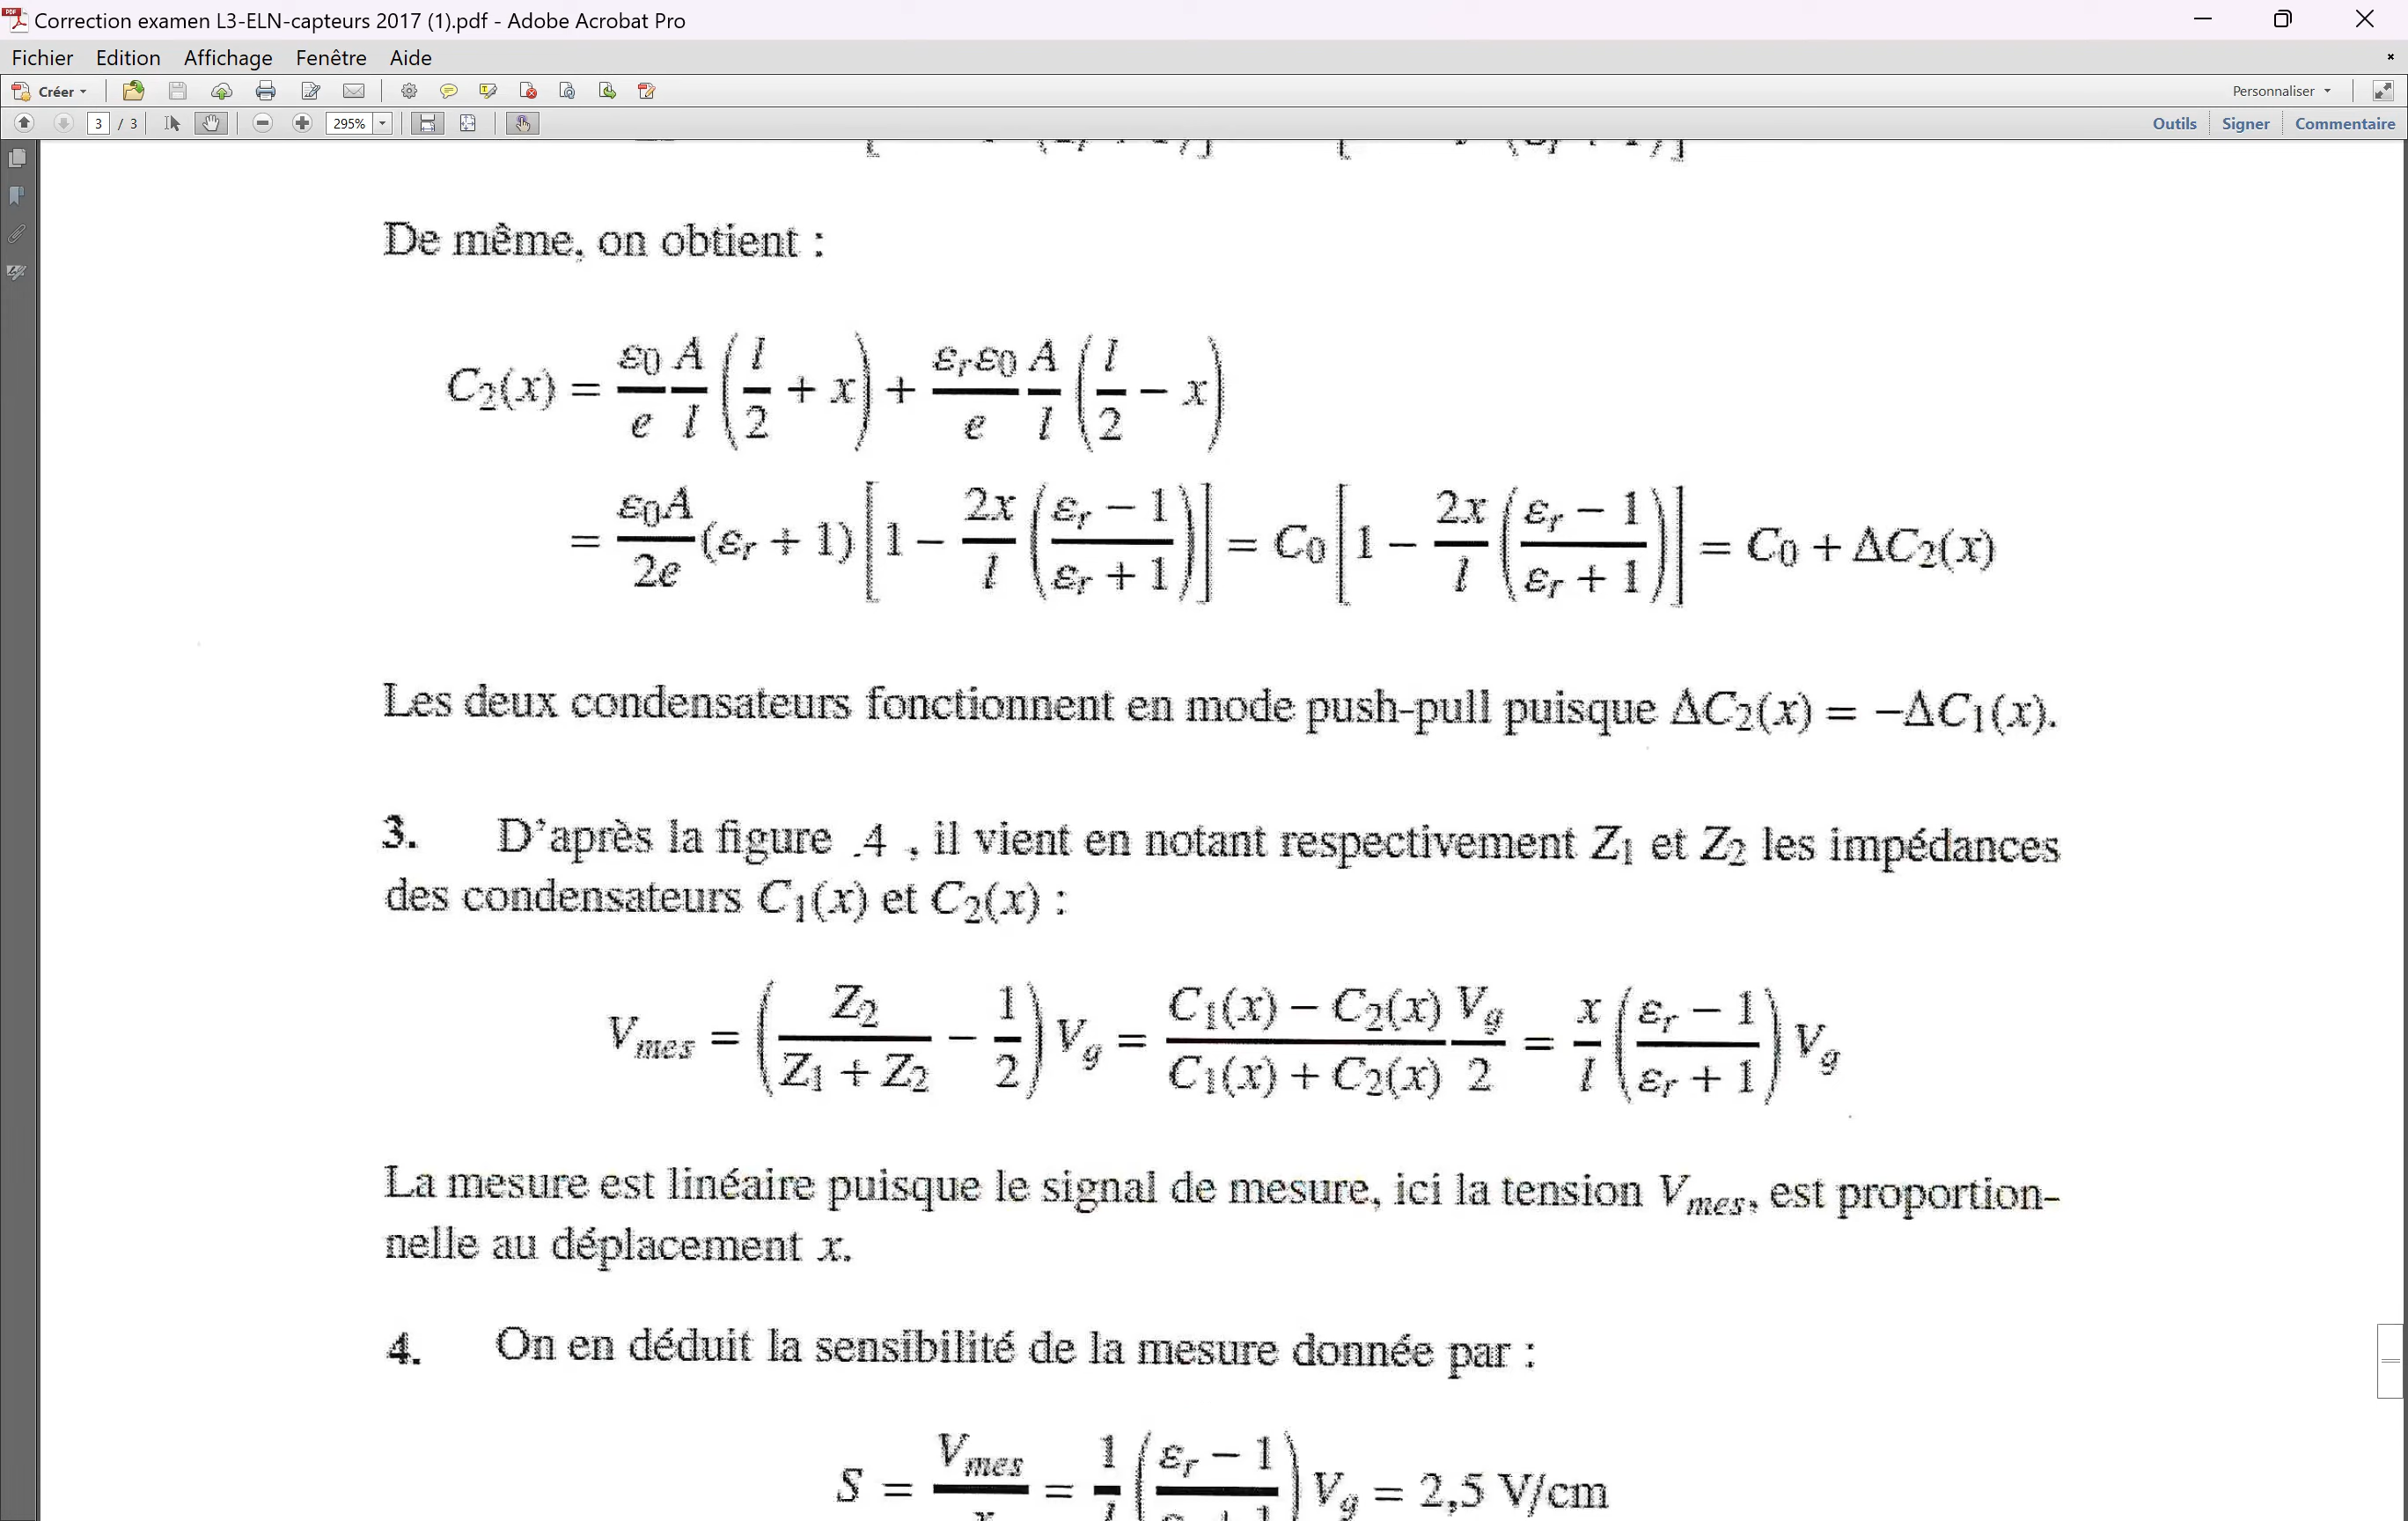 Correction examen L3-ELN-capteurs 2017 (1).pdf - Adobe Acrobat Pro
Fichier Edition Affichage Fenêtre Aide
Créer
Personnaliser
3 / 3 295%
Outils Signer Commentaire
De même, on obtient :
C₂(x) = ε₀/e A/l (l/2 + x) + εᵣε₀/e A/l (l/2 − x)
= ε₀A/2e (εᵣ + 1) [1 − 2x/l ((εᵣ − 1)/(εᵣ + 1))] = C₀ [1 − 2x/l ((εᵣ − 1)/(εᵣ + 1))] = C₀ + ΔC₂(x)
Les deux condensateurs fonctionnent en mode push-pull puisque ΔC₂(x) = −ΔC₁(x).
3. D'après la figure .4 , il vient en notant respectivement Z₁ et Z₂ les impédances
des condensateurs C₁(x) et C₂(x) :
V_mes = (Z₂/(Z₁ + Z₂) − 1/2) V_g = (C₁(x) − C₂(x))/(C₁(x) + C₂(x)) V_g/2 = x/l ((εᵣ − 1)/(εᵣ + 1)) V_g
La mesure est linéaire puisque le signal de mesure, ici la tension V_mes, est proportion-
nelle au déplacement x.
4. On en déduit la sensibilité de la mesure donnée par :
S = V_mes/x = 1/l ((εᵣ − 1)/(εᵣ + 1)) V_g = 2,5 V/cm